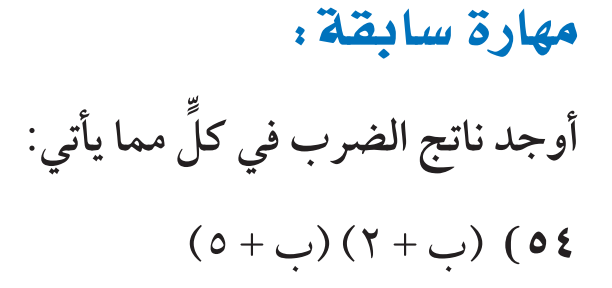 مهارة سابقة :
أوجد ناتج الضرب في كلٍّ مما يأتي:
٥٤) (ب + ٢) (ب + ٥)